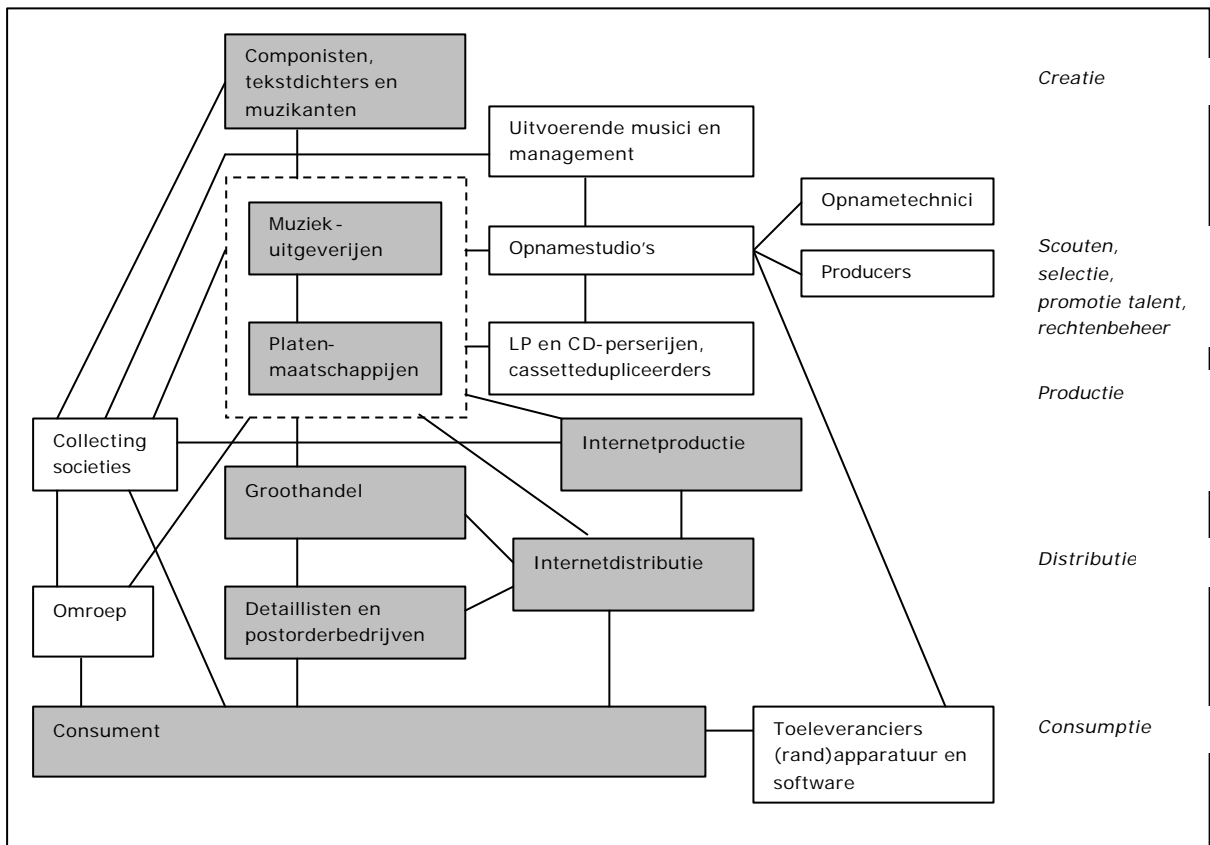 Componisten,
tekstdichters en
muzikanten
Creatie
Uitvoerende musici en
management
Opnametechnici
Muziek-
uitgeverijen
Opnamestudio's
Producers
Scouten,
selectie,
promotie talent,
rechtenbeheer
Platen-
maatschappijen
LP en CD-perserijen,
cassettedupliceerders
Productie
Collecting
societies
Internetproductie
Groothandel
Internetdistributie
Distributie
Omroep
Detaillisten en
postorderbedrijven
Consument
Toeleveranciers
(rand)apparatuur en
software
Consumptie